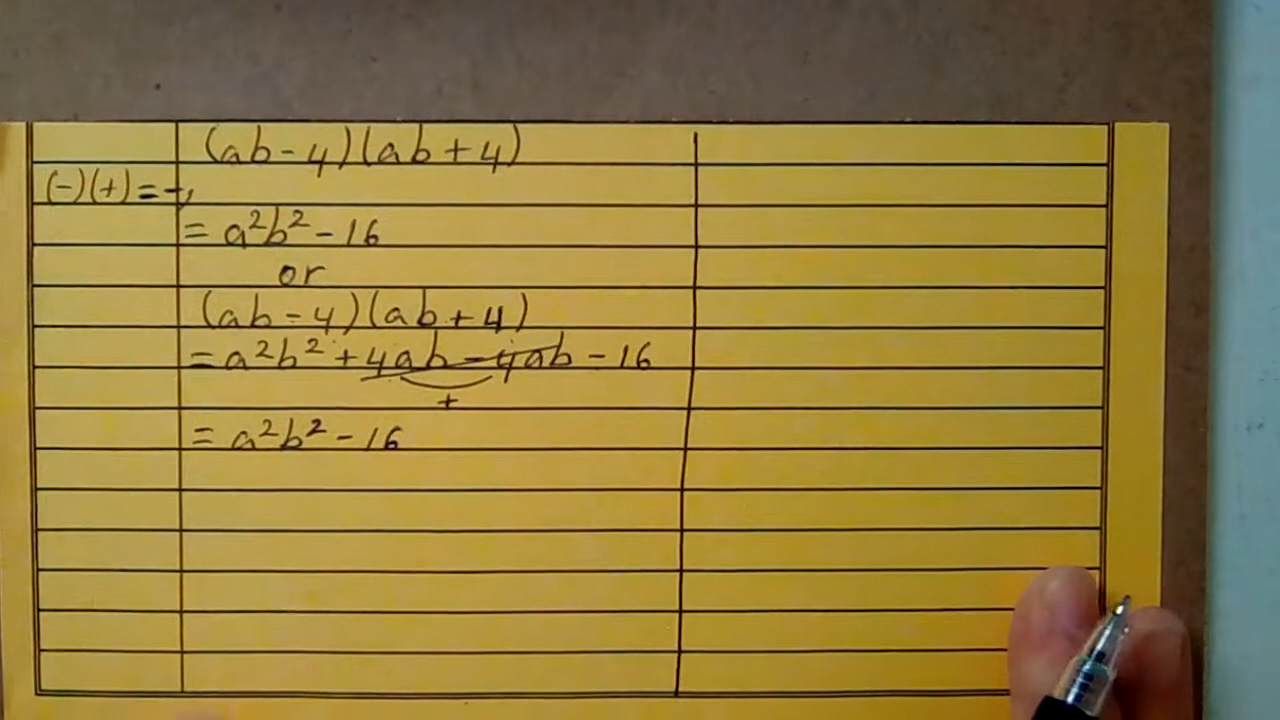 (ab - 4)(ab + 4)
(-)(+) = -,
= a²b² - 16
or
(ab - 4)(ab + 4)
= a²b² + 4ab - 4ab - 16
+
= a²b² - 16